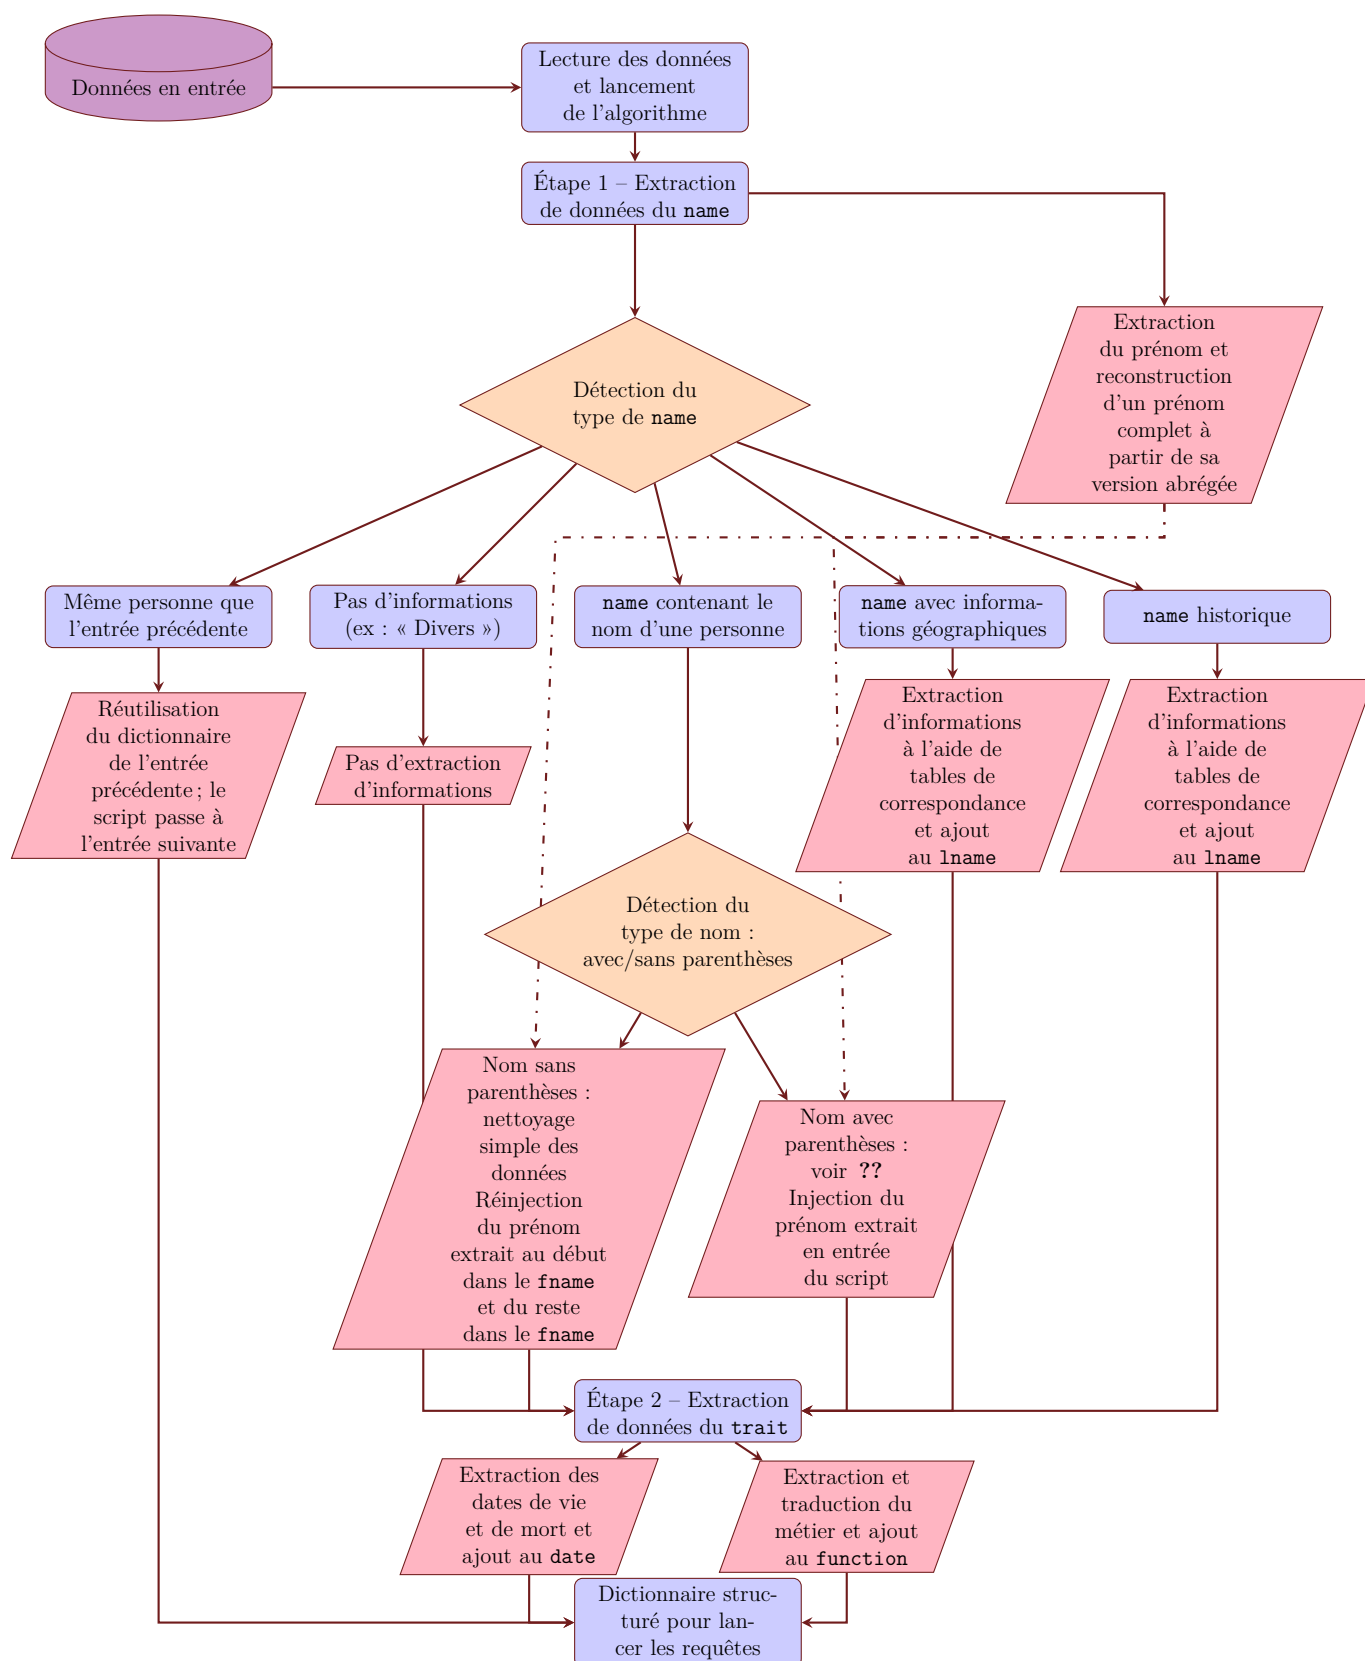 Données en entrée
Lecture des données
et lancement
de l'algorithme
Étape 1 – Extraction
de données du name
Extraction
du prénom et
reconstruction
d'un prénom
complet à
partir de sa
version abrégée
Détection du
type de name
Même personne que
l'entrée précédente
Pas d'informations
(ex : « Divers »)
name contenant le
nom d'une personne
name avec informa-
tions géographiques
name historique
Réutilisation
du dictionnaire
de l'entrée
précédente ; le
script passe à
l'entrée suivante
Pas d'extraction
d'informations
Extraction
d'informations
à l'aide de
tables de
correspondance
et ajout
au lname
Extraction
d'informations
à l'aide de
tables de
correspondance
et ajout
au lname
Détection du
type de nom :
avec/sans parenthèses
Nom sans
parenthèses :
nettoyage
simple des
données
Réinjection
du prénom
extrait au début
dans le fname
et du reste
dans le fname
Nom avec
parenthèses :
voir ??
Injection du
prénom extrait
en entrée
du script
Étape 2 – Extraction
de données du trait
Extraction des
dates de vie
et de mort et
ajout au date
Extraction et
traduction du
métier et ajout
au function
Dictionnaire struc-
turé pour lan-
cer les requêtes